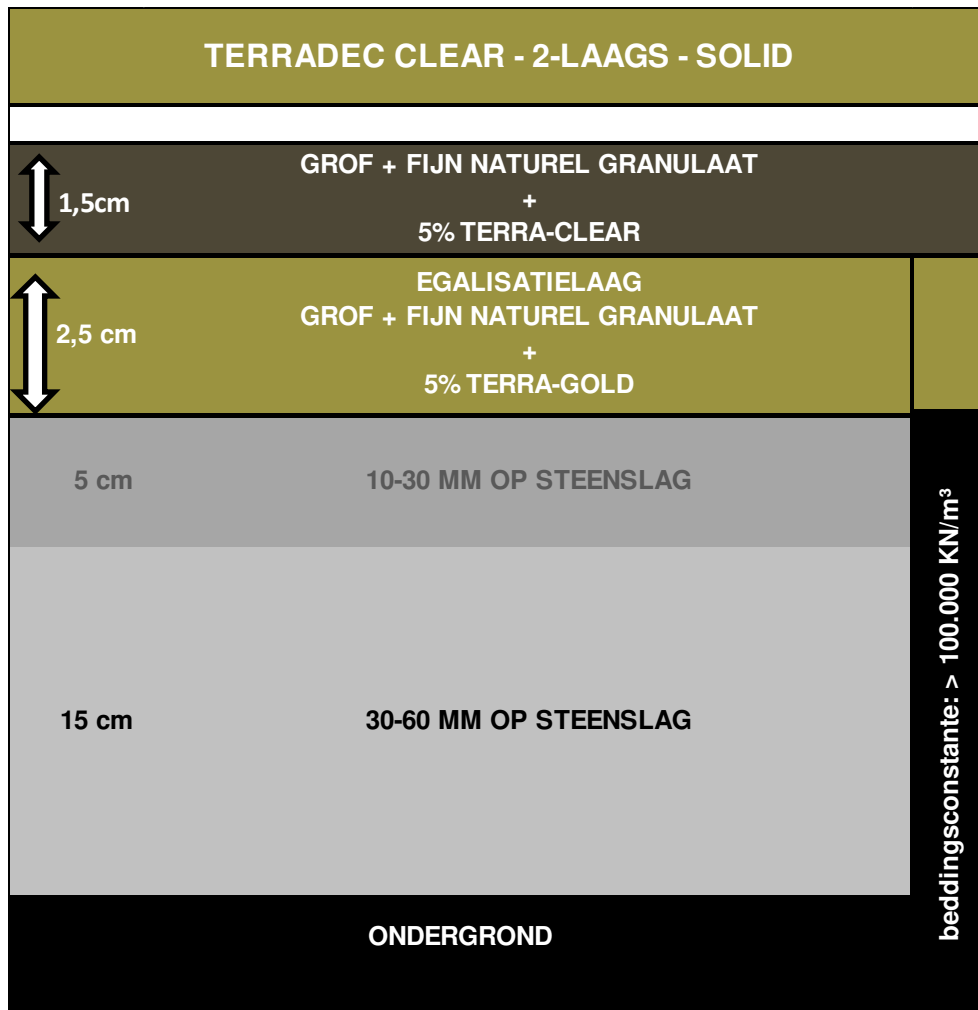 TERRADEC CLEAR - 2-LAAGS - SOLID
1,5cm
GROF + FIJN NATUREL GRANULAAT
+
5% TERRA-CLEAR
2,5 cm
EGALISATIELAAG
GROF + FIJN NATUREL GRANULAAT
+
5% TERRA-GOLD
5 cm
10-30 MM OP STEENSLAG
15 cm
30-60 MM OP STEENSLAG
beddingsconstante: > 100.000 KN/m³
ONDERGROND